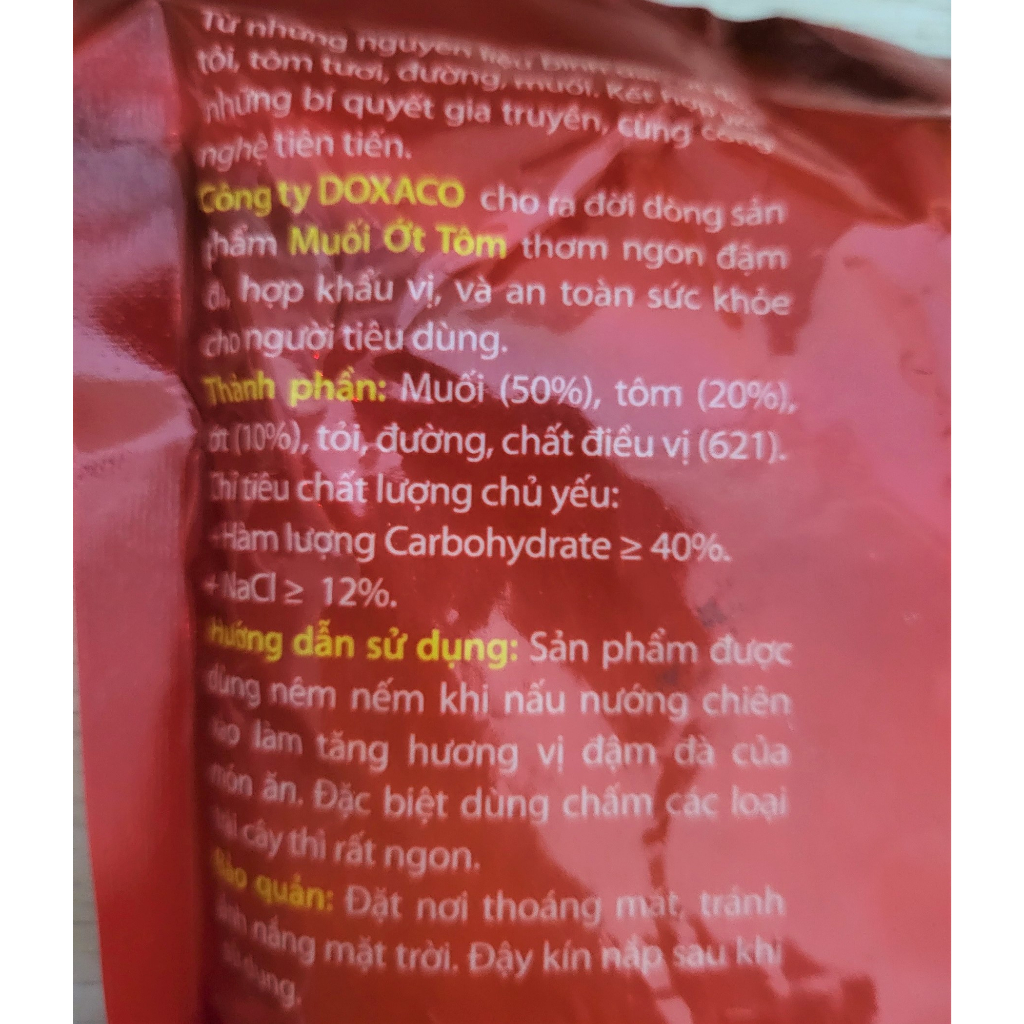 Từ những nguyên liệu
tỏi, tôm tươi, đường, muối. Kết hợp
những bí quyết gia truyền, cùng công
nghệ tiên tiến.
Công ty DOXACO cho ra đời dòng sản
phẩm Muối Ớt Tôm thơm ngon đậm
đà, hợp khẩu vị, và an toàn sức khỏe
cho người tiêu dùng.
Thành phần: Muối (50%), tôm (20%),
ớt (10%), tỏi, đường, chất điều vị (621).
Chỉ tiêu chất lượng chủ yếu:
+Hàm lượng Carbohydrate ≥ 40%.
+NaCl ≥ 12%.
Hướng dẫn sử dụng: Sản phẩm được
dùng nêm nếm khi nấu nướng chiên
xào làm tăng hương vị đậm đà của
món ăn. Đặc biệt dùng chấm các loại
trái cây thì rất ngon.
Bảo quản: Đặt nơi thoáng mát, tránh
ánh nắng mặt trời. Đậy kín nắp sau khi
sử dụng.